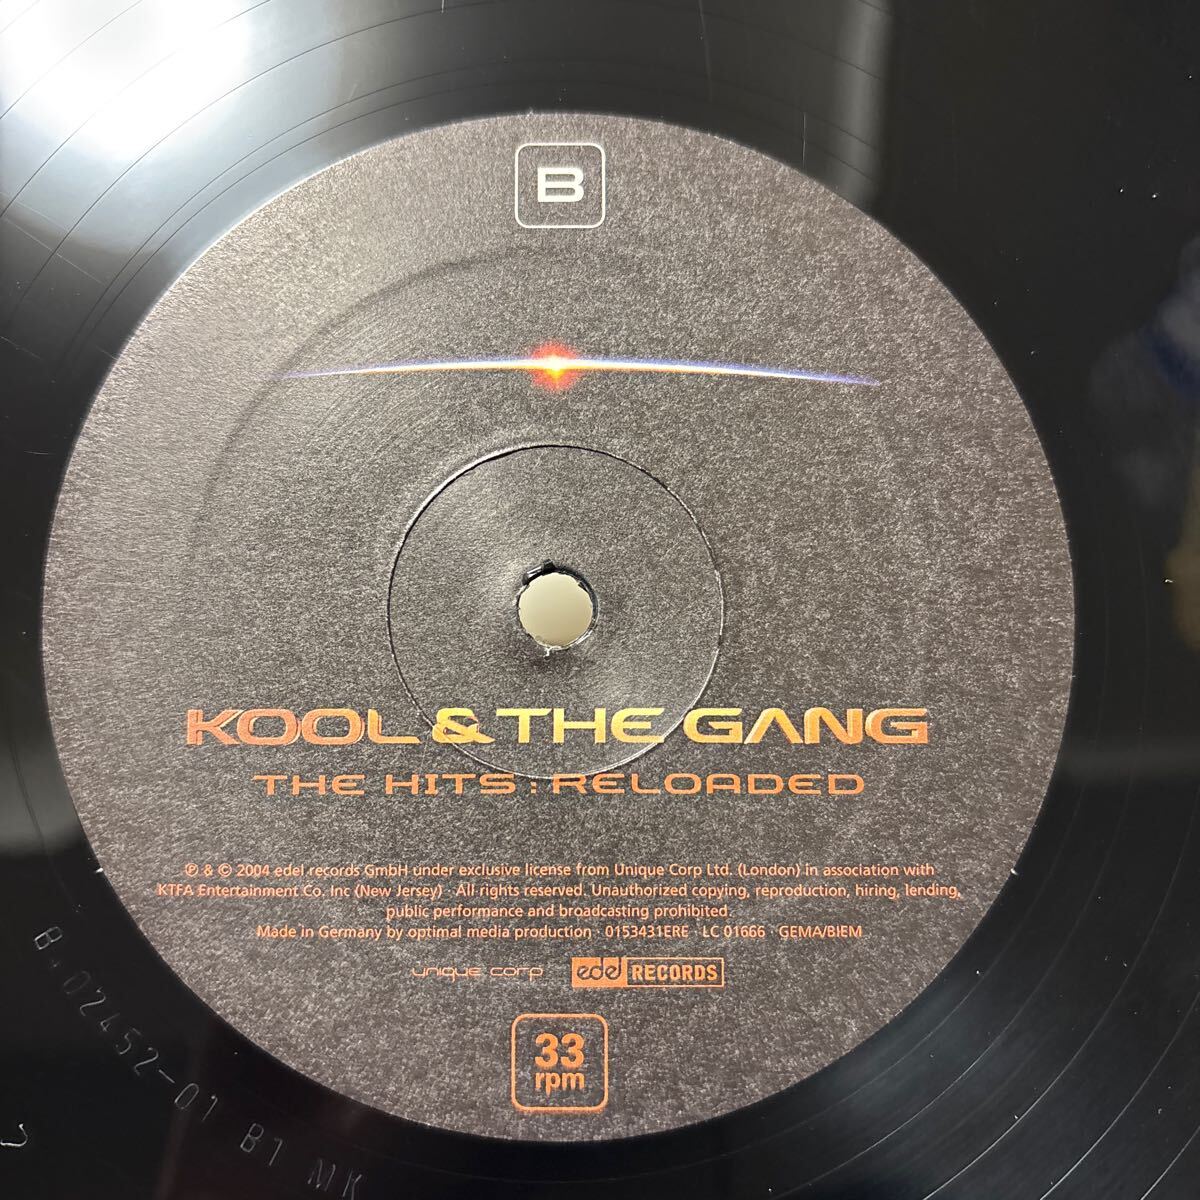 B
KOOL & THE GANG
THE HITS : RELOADED
℗ & © 2004 edel records GmbH under exclusive license from Unique Corp Ltd. (London) in association with
KTFA Entertainment Co. Inc (New Jersey) · All rights reserved. Unauthorized copying, reproduction, hiring, lending,
public performance and broadcasting prohibited.
Made in Germany by optimal media production · 0153431ERE · LC 01666 · GEMA/BIEM
unique corp edel RECORDS
33
rpm
B.02452-01 B1 MK